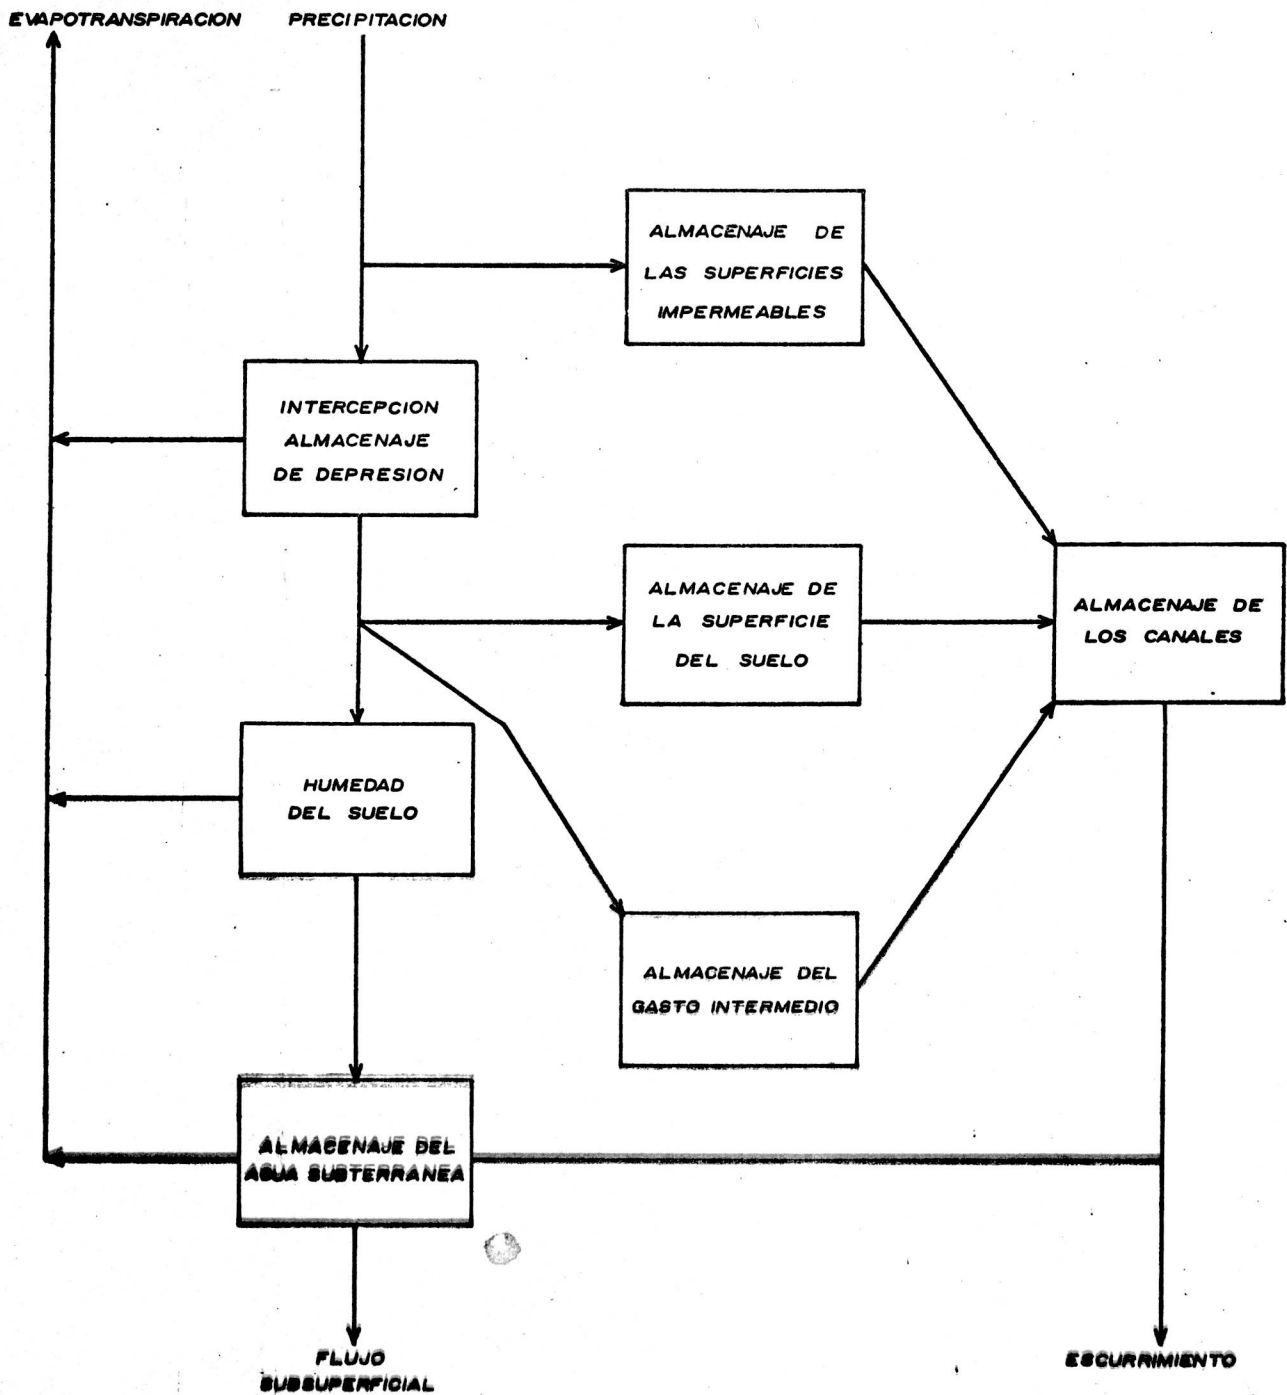 EVAPOTRANSPIRACION
PRECIPITACION
ALMACENAJE DE
LAS SUPERFICIES
IMPERMEABLES
INTERCEPCION
ALMACENAJE
DE DEPRESION
ALMACENAJE DE
LA SUPERFICIE
DEL SUELO
ALMACENAJE DE
LOS CANALES
HUMEDAD
DEL SUELO
ALMACENAJE DEL
GASTO INTERMEDIO
ALMACENAJE DEL
AGUA SUBTERRANEA
FLUJO
SUBSUPERFICIAL
ESCURRIMIENTO